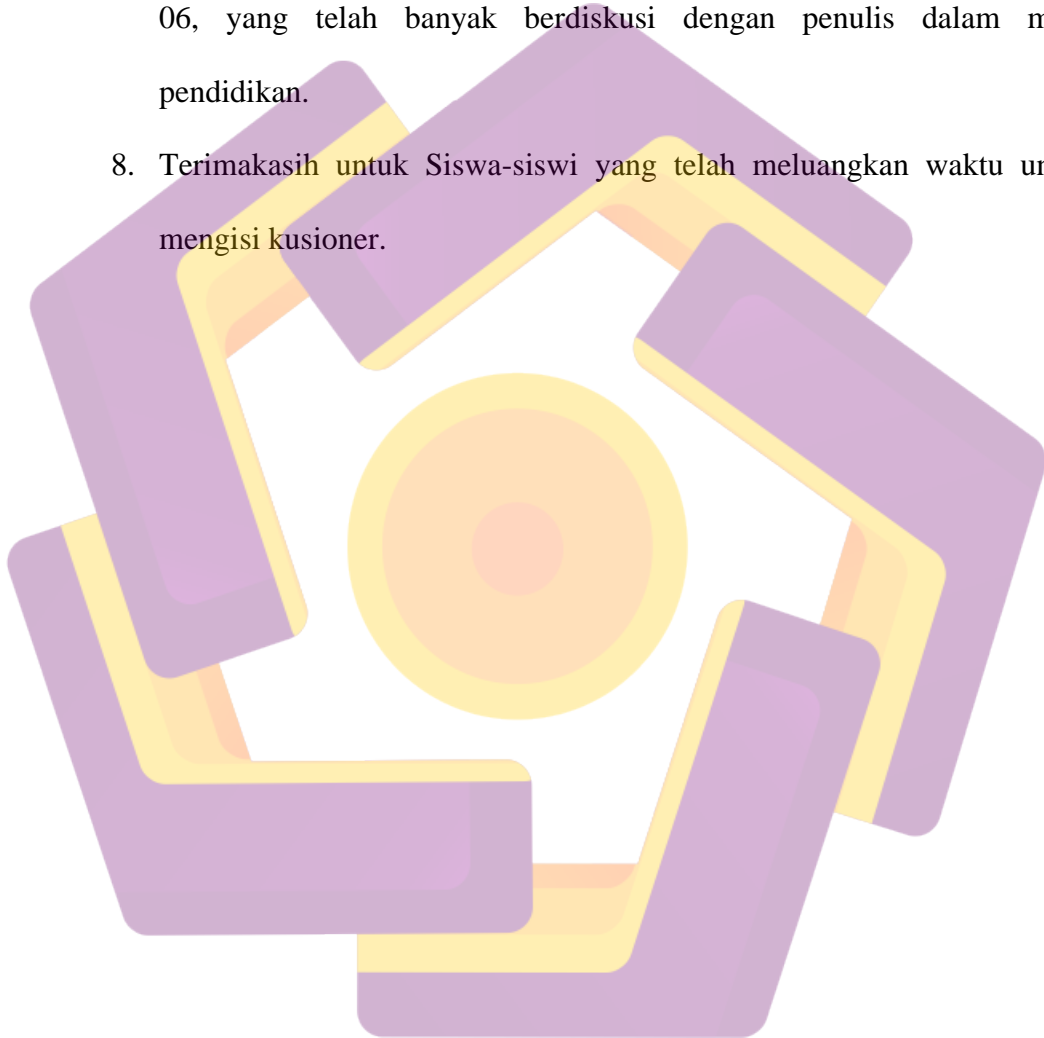 06, yang telah banyak berdiskusi dengan penulis dalam
pendidikan.
8. Terimakasih untuk Siswa-siswi yang telah meluangkan waktu
mengisi kusioner.